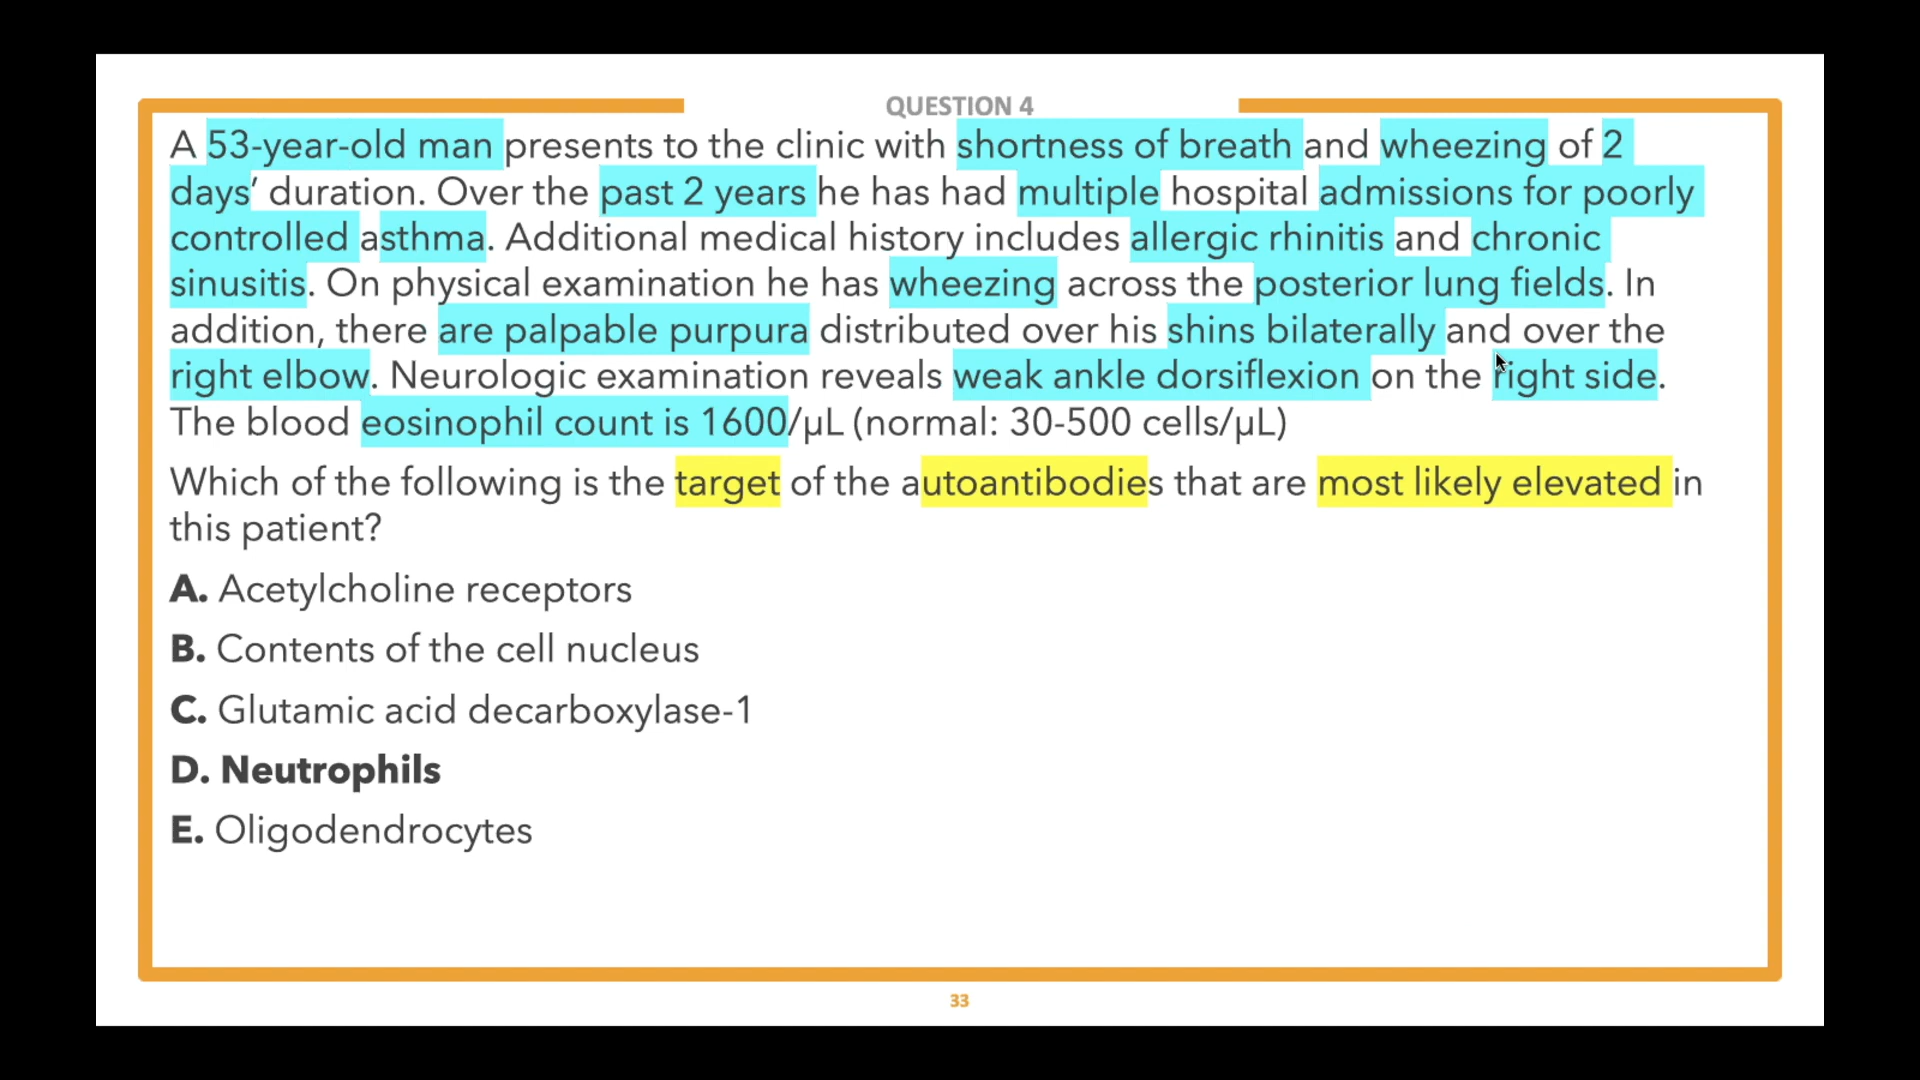 QUESTION 4
A 53-year-old man presents to the clinic with shortness of breath and wheezing of 2
days’ duration. Over the past 2 years he has had multiple hospital admissions for poorly
controlled asthma. Additional medical history includes allergic rhinitis and chronic
sinusitis. On physical examination he has wheezing across the posterior lung fields. In
addition, there are palpable purpura distributed over his shins bilaterally and over the
right elbow. Neurologic examination reveals weak ankle dorsiflexion on the right side.
The blood eosinophil count is 1600/µL (normal: 30-500 cells/µL)
Which of the following is the target of the autoantibodies that are most likely elevated in
this patient?
A. Acetylcholine receptors
B. Contents of the cell nucleus
C. Glutamic acid decarboxylase-1
D. Neutrophils
E. Oligodendrocytes
33